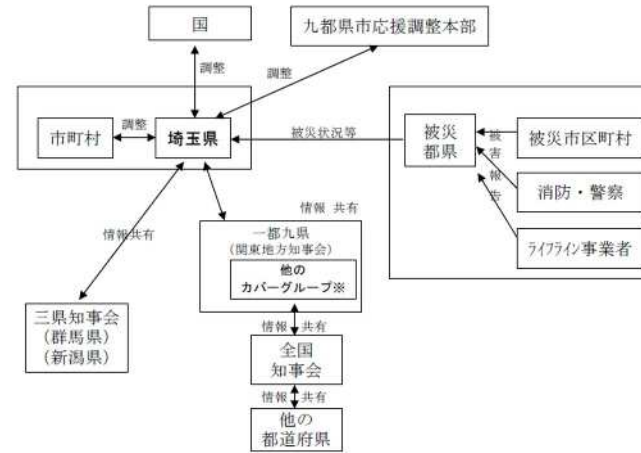 国
九都県市応援調整本部
調整
調整
市町村
調整
埼玉県
被災状況等
被災
都県
被害報告
被災市区町村
消防・警察
ﾗｲﾌﾗｲﾝ事業者
情報共有
情報 共有
一都九県
(関東地方知事会)
他の
カバーグループ※
三県知事会
(群馬県)
(新潟県)
情報 共有
全国
知事会
情報 共有
他の
都道府県